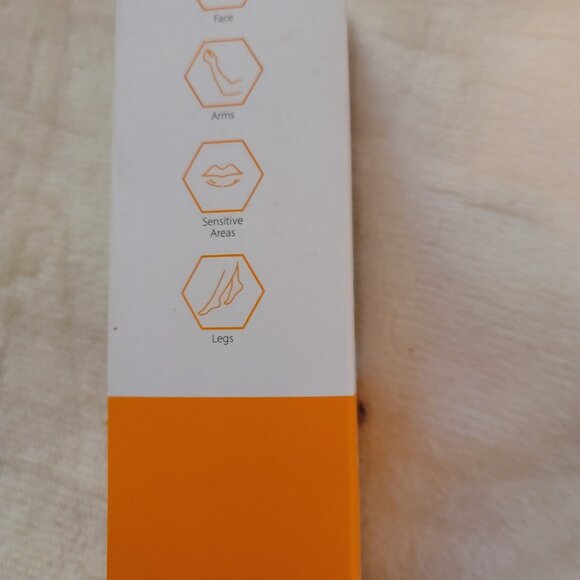 Face
Arms
Sensitive
Areas
Legs